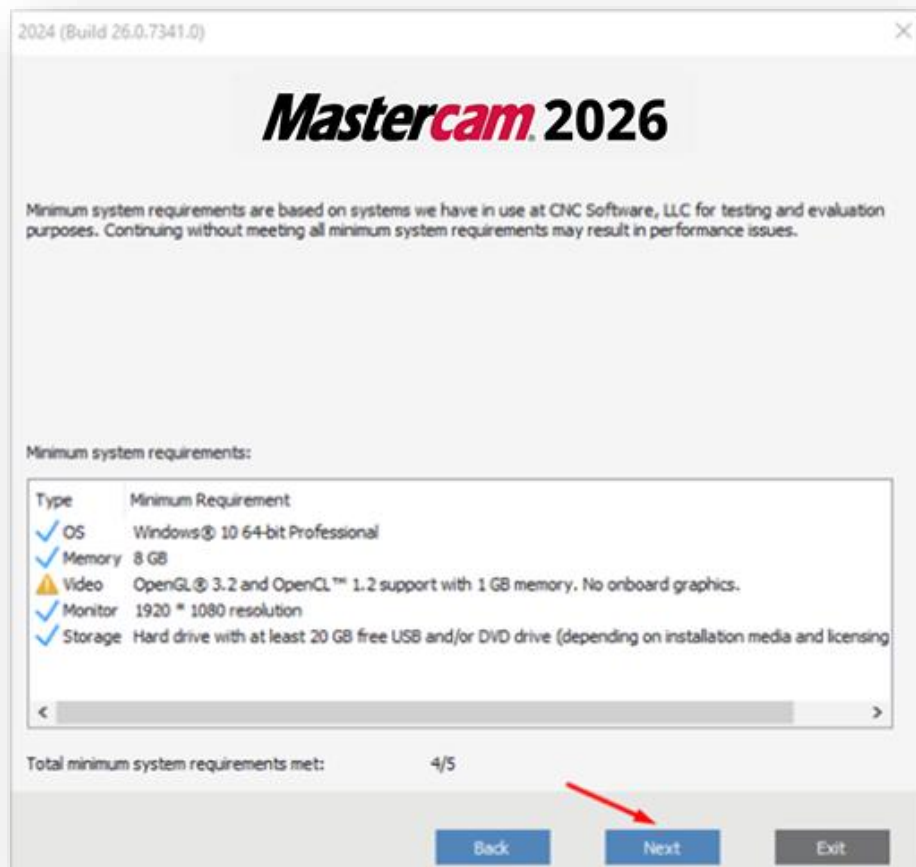 2024 (Build 26.0.7341.0)
Mastercam. 2026
Minimum system requirements are based on systems we have in use at CNC Software, LLC for testing and evaluation
purposes. Continuing without meeting all minimum system requirements may result in performance issues.
Minimum system requirements:
Type Minimum Requirement
OS Windows® 10 64-bit Professional
Memory 8 GB
Video OpenGL® 3.2 and OpenCL™ 1.2 support with 1 GB memory. No onboard graphics.
Monitor 1920 * 1080 resolution
Storage Hard drive with at least 20 GB free USB and/or DVD drive (depending on installation media and licensing
Total minimum system requirements met: 4/5
Back Next Exit